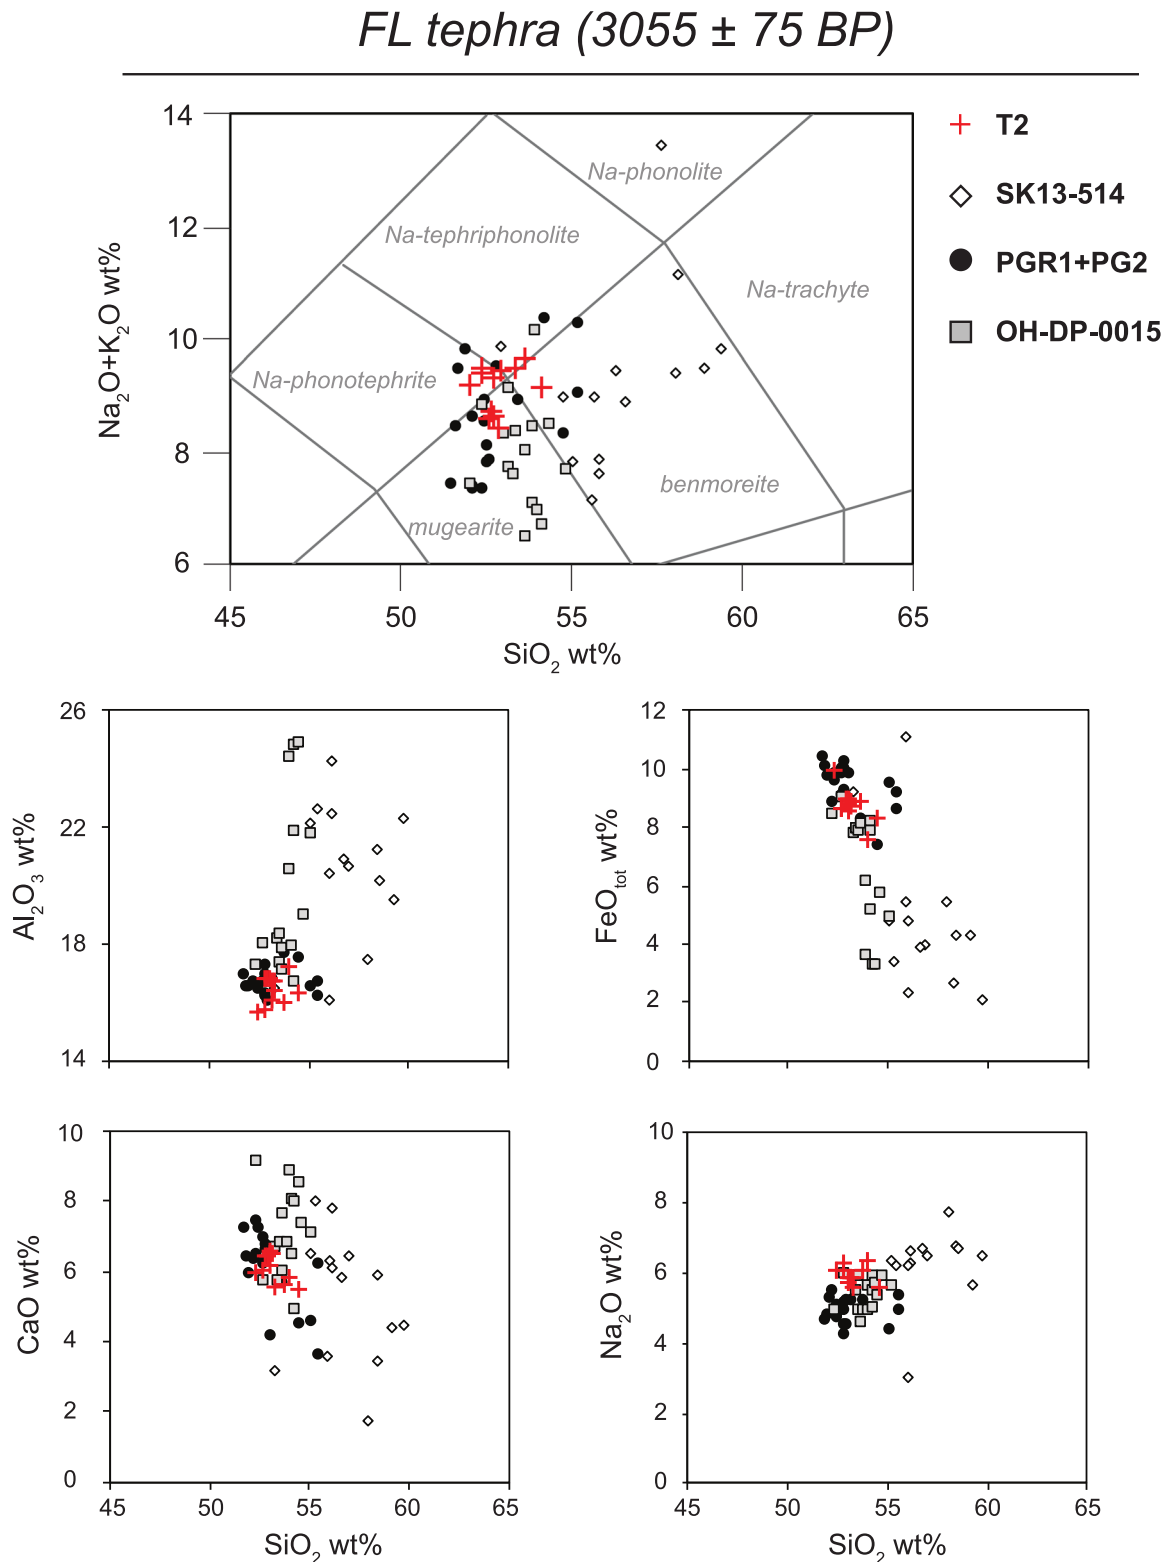 FL tephra (3055 ± 75 BP)
14
12
10
8
6
Na₂O+K₂O wt%
Na-phonolite
Na-tephriphonolite
Na-trachyte
Na-phonotephrite
benmoreite
mugearite
45 50 55 60 65
SiO₂ wt%
T2
SK13-514
PGR1+PG2
OH-DP-0015
26
22
18
14
Al₂O₃ wt%
12
10
8
6
4
2
0
FeOtot wt%
10
8
6
4
2
0
CaO wt%
45 50 55 60 65
SiO₂ wt%
10
8
6
4
2
0
Na₂O wt%
45 50 55 60 65
SiO₂ wt%